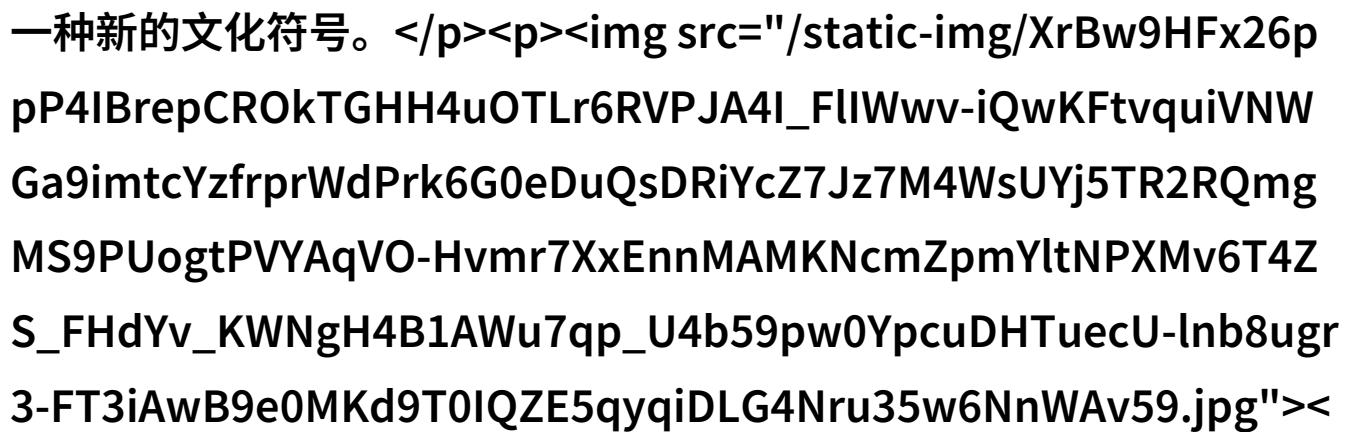 一种新的文化符号。</p><p><img src="/static-img/XrBw9HFx26p
pP4IBrepCROkTGHH4uOTLr6RVPJA4I_FlIWwv-iQwKFtvquiVNW
Ga9imtcYzfrprWdPrk6G0eDuQsDRiYcZ7Jz7M4WsUYj5TR2RQmg
MS9PUogtPVYAqVO-Hvmr7XxEnnMAMKNcmZpmYltNPXMv6T4Z
S_FHdYv_KWNgH4B1AWu7qp_U4b59pw0YpcuDHTuecU-lnb8ugr
3-FT3iAwB9e0MKd9T0IQZE5qyqiDLG4Nru35w6NnWAv59.jpg"><